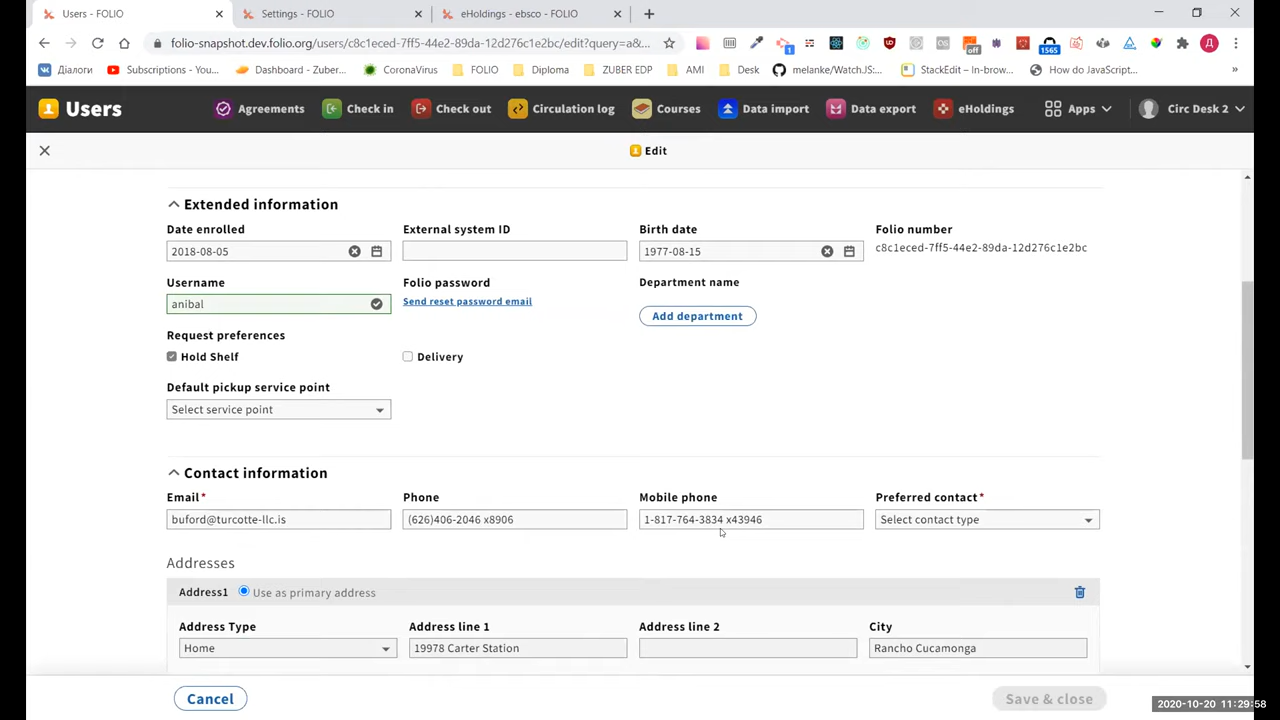 Users - FOLIO
Settings - FOLIO
eHoldings - ebsco - FOLIO
folio-snapshot.dev.folio.org/users/c8c1eced-7ff5-44e2-89da-12d276c1e2bc/edit?query=a&...
1
off
1565
Д
Діалоги
Subscriptions - You...
Dashboard - Zuber...
CoronaVirus
FOLIO
Diploma
ZUBER EDP
AMI
Desk
melanke/Watch.JS:...
StackEdit – In-brow...
How do JavaScript...
»
Users
Agreements
Check in
Check out
Circulation log
Courses
Data import
Data export
eHoldings
Apps
Circ Desk 2
Edit
Extended information
Date enrolled
External system ID
Birth date
Folio number
2018-08-05
1977-08-15
c8c1eced-7ff5-44e2-89da-12d276c1e2bc
Username
Folio password
Department name
anibal
Send reset password email
Add department
Request preferences
Hold Shelf
Delivery
Default pickup service point
Select service point
Contact information
Email*
Phone
Mobile phone
Preferred contact*
buford@turcotte-llc.is
(626)406-2046 x8906
1-817-764-3834 x43946
Select contact type
Addresses
Address1
Use as primary address
Address Type
Address line 1
Address line 2
City
Home
19978 Carter Station
Rancho Cucamonga
Cancel
Save & close
2020-10-20 11:29:58